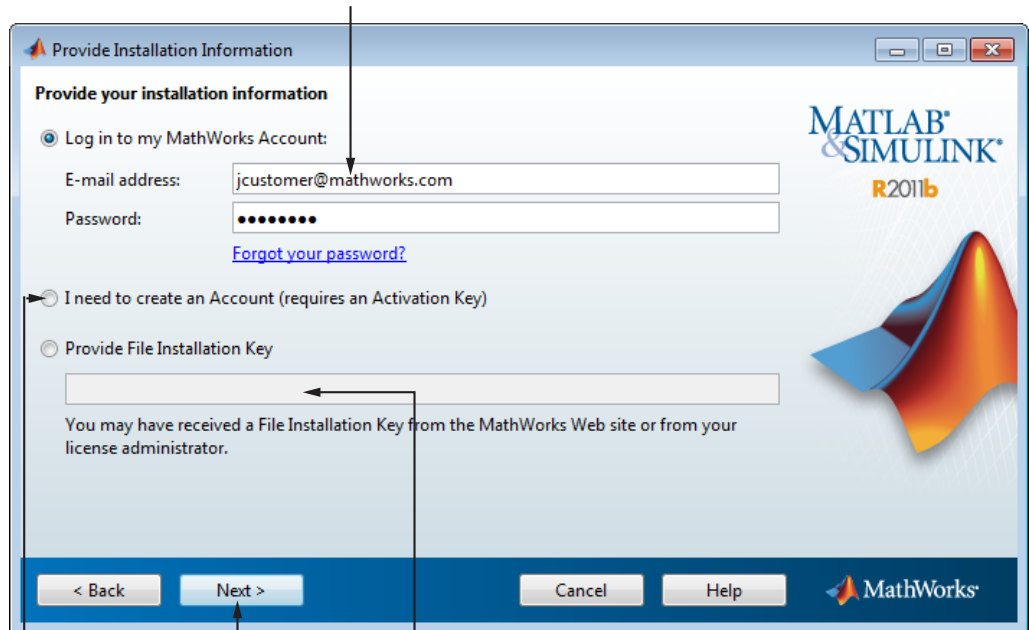 Provide Installation Information
Provide your installation information
Log in to my MathWorks Account:
E-mail address: jcustomer@mathworks.com
Password: ●●●●●●●●
Forgot your password?
I need to create an Account (requires an Activation Key)
Provide File Installation Key
You may have received a File Installation Key from the MathWorks Web site or from your
license administrator.
MATLAB®
&SIMULINK®
R2011b
< Back Next > Cancel Help MathWorks®